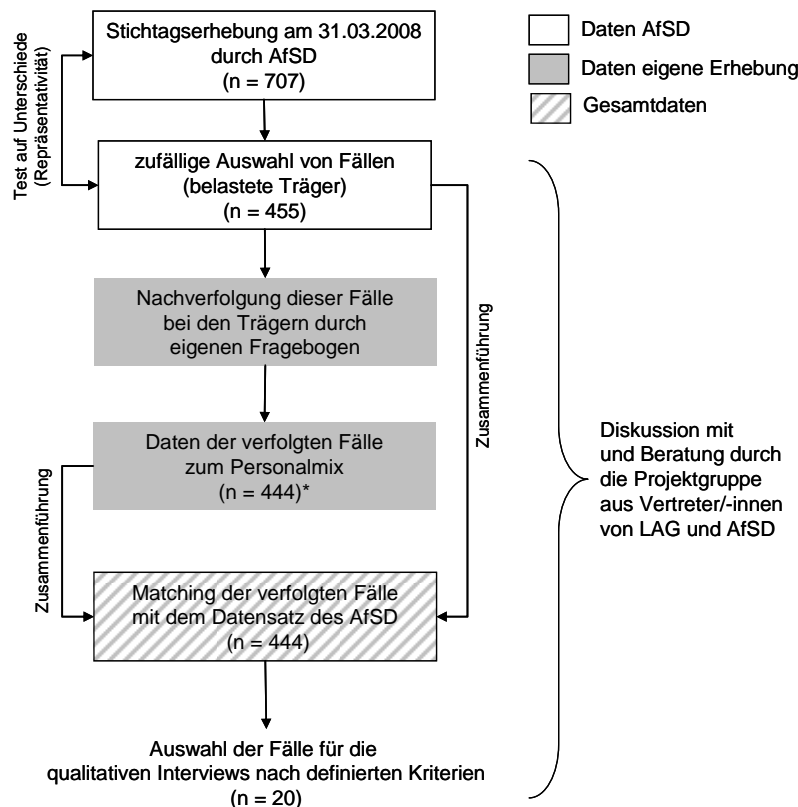 Stichtagserhebung am 31.03.2008
durch AfSD
(n = 707)
Daten AfSD
Daten eigene Erhebung
Gesamtdaten
Test auf Unterschiede
(Repräsentativität)
zufällige Auswahl von Fällen
(belastete Träger)
(n = 455)
Nachverfolgung dieser Fälle
bei den Trägern durch
eigenen Fragebogen
Zusammenführung
Daten der verfolgten Fälle
zum Personalmix
(n = 444)*
Zusammenführung
Matching der verfolgten Fälle
mit dem Datensatz des AfSD
(n = 444)
Auswahl der Fälle für die
qualitativen Interviews nach definierten Kriterien
(n = 20)
Diskussion mit
und Beratung durch
die Projektgruppe
aus Vertreter/-innen
von LAG und AfSD